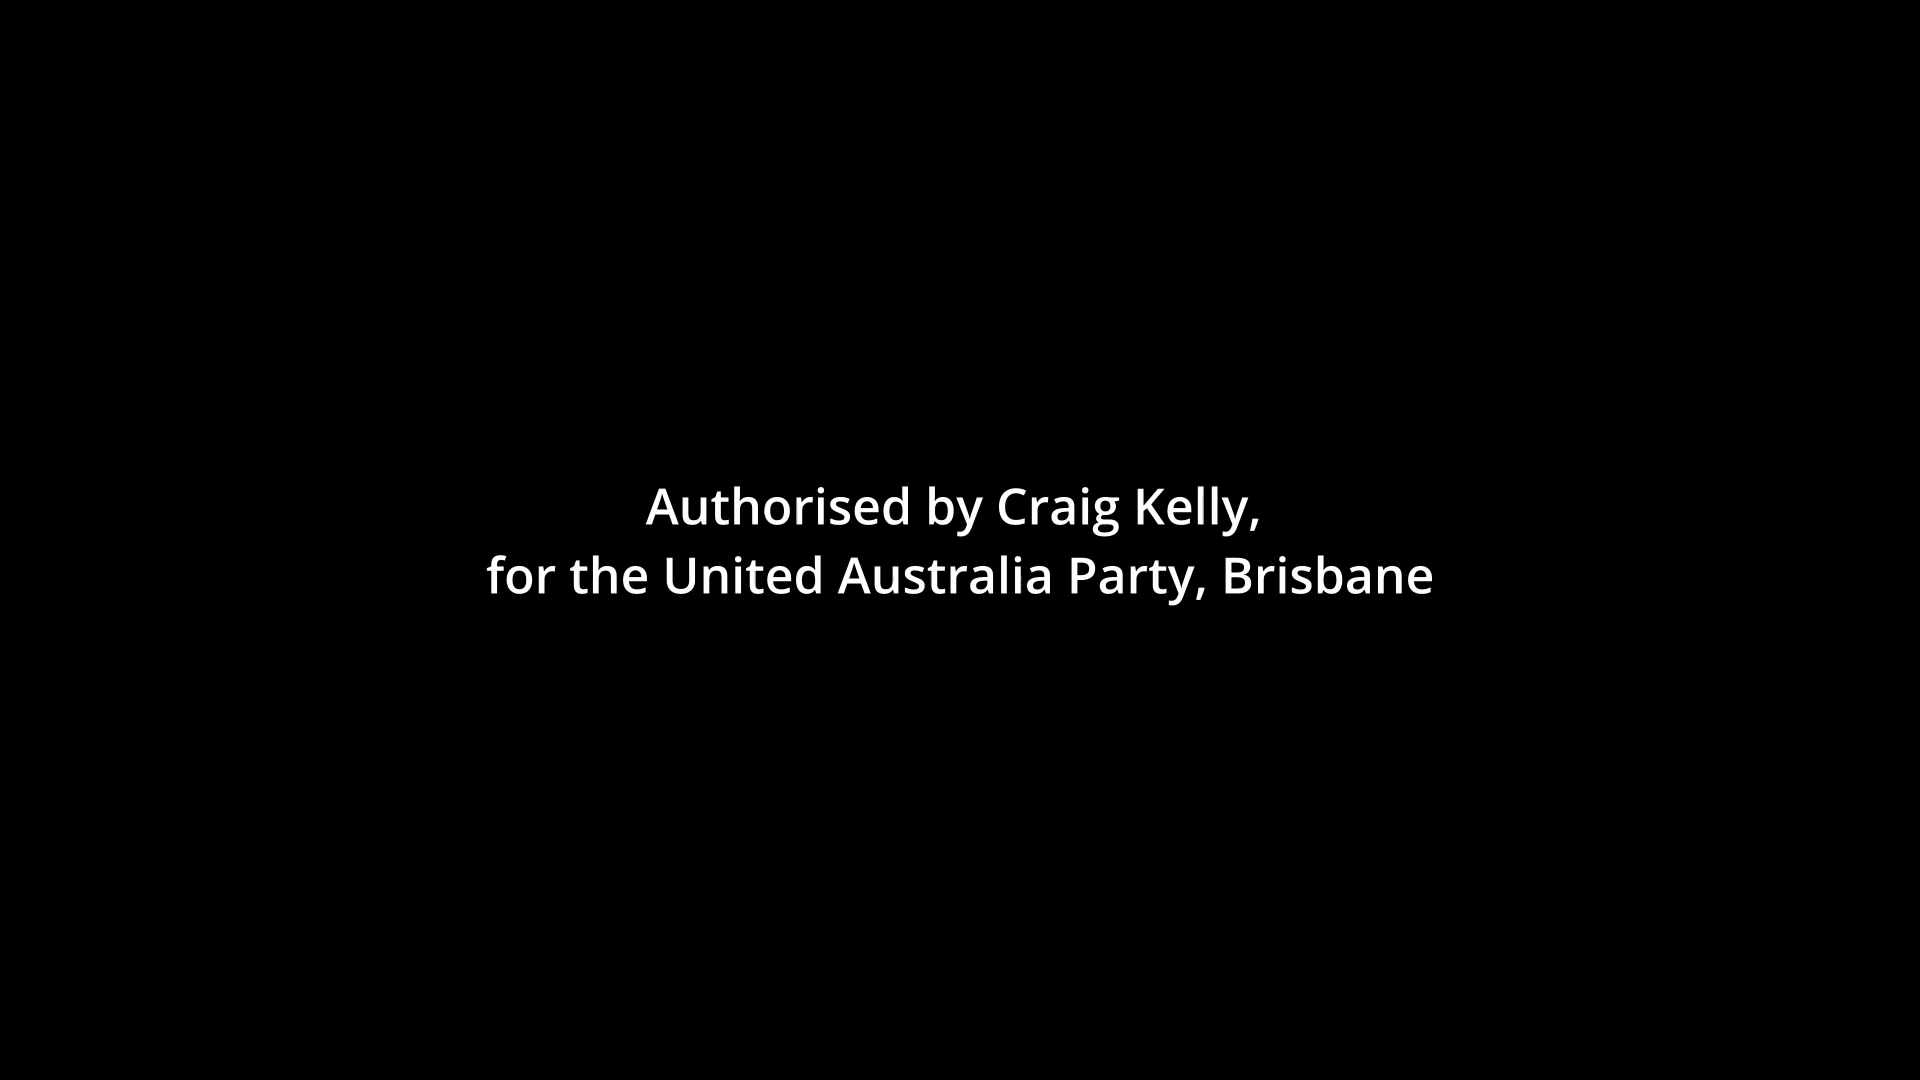 Authorised by Craig Kelly,
for the United Australia Party, Brisbane